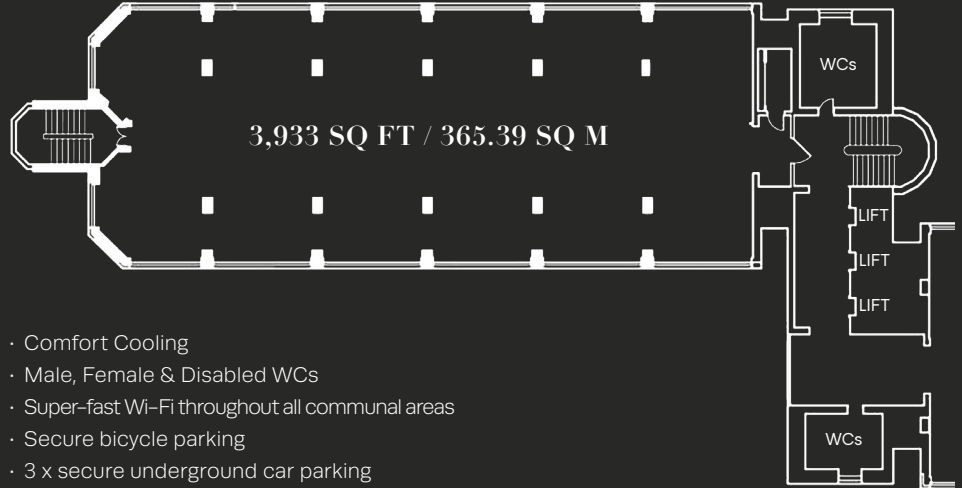 WCs
3,933 SQ FT / 365.39 SQ M
LIFT
LIFT
LIFT
· Comfort Cooling
· Male, Female & Disabled WCs
· Super-fast Wi-Fi throughout all communal areas
· Secure bicycle parking
· 3 x secure underground car parking
WCs